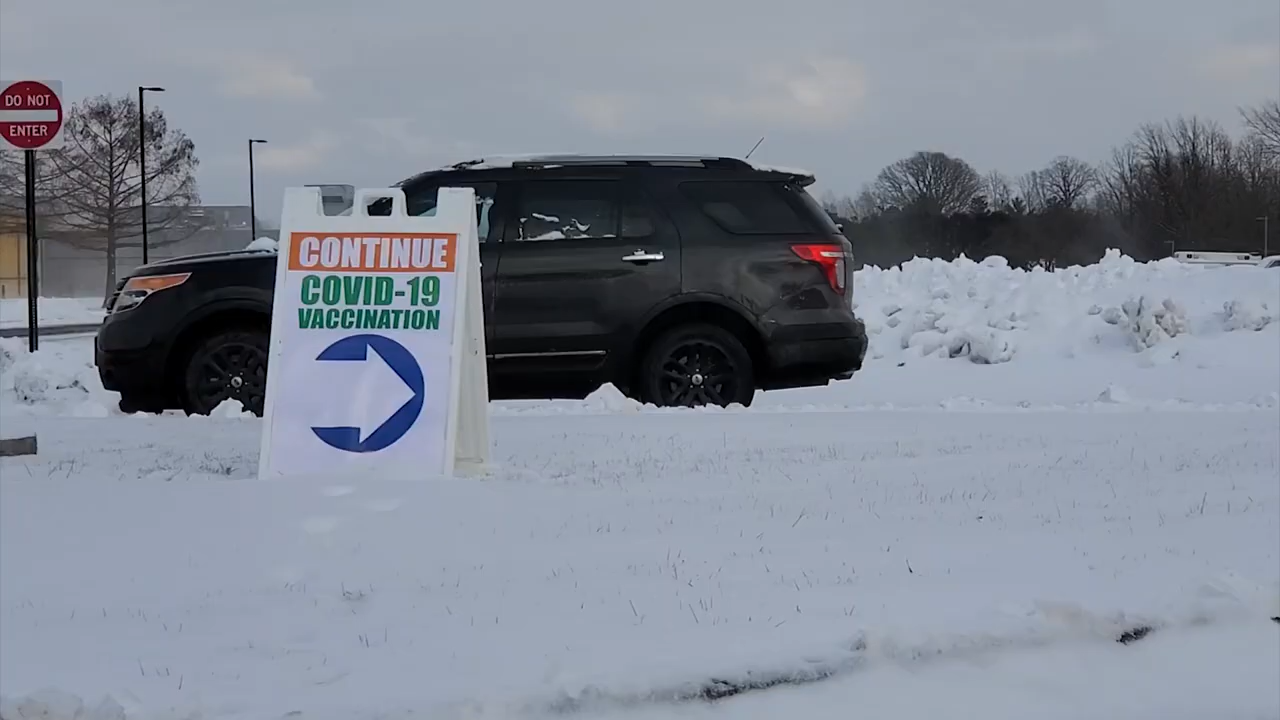 DO NOT
ENTER
CONTINUE
COVID-19
VACCINATION